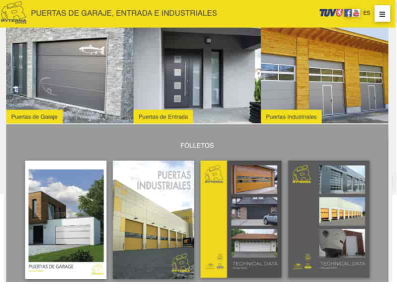 PUERTAS DE GARAJE, ENTRADA E INDUSTRIALES
TUV
You
ES
Puertas de Garaje
Puertas de Entrada
Puertas Industriales
FOLLETOS
PUERTAS DE GARAGE
PUERTAS
INDUSTRIALES
TECHNICAL DATA
TECHNICAL DATA